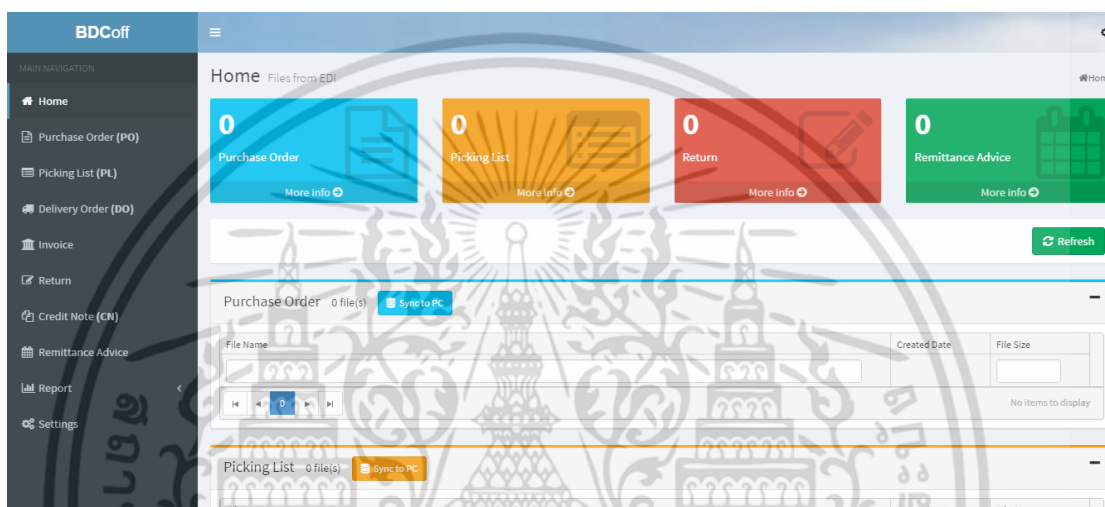 BDCoff
MAIN NAVIGATION
Home
Purchase Order (PO)
Picking List (PL)
Delivery Order (DO)
Invoice
Return
Credit Note (CN)
Remittance Advice
Report
Settings
Home Files from EDI
Hom
0
Purchase Order
More info
0
Picking List
More info
0
Return
More info
0
Remittance Advice
More info
Refresh
Purchase Order 0 file(s) Sync to PC
File Name Created Date File Size
0
No items to display
Picking List 0 file(s) Sync to PC